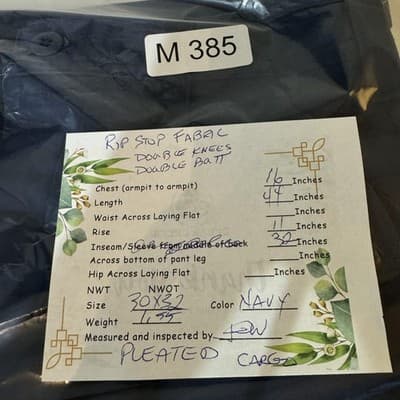 M 385
RIP STOP FABRIC
DOUBLE KNEES
DOUBLE BUTT
Chest (armpit to armpit) 16 Inches
Length 44 Inches
Waist Across Laying Flat Inches
Rise 11 Inches
Inseam/Sleeve from middle of back 32 Inches
Across bottom of pant leg Inches
Hip Across Laying Flat Inches
NWT NWOT
Size 30X32 Color NAVY
Weight
Measured and inspected by
PLEATED CARGO